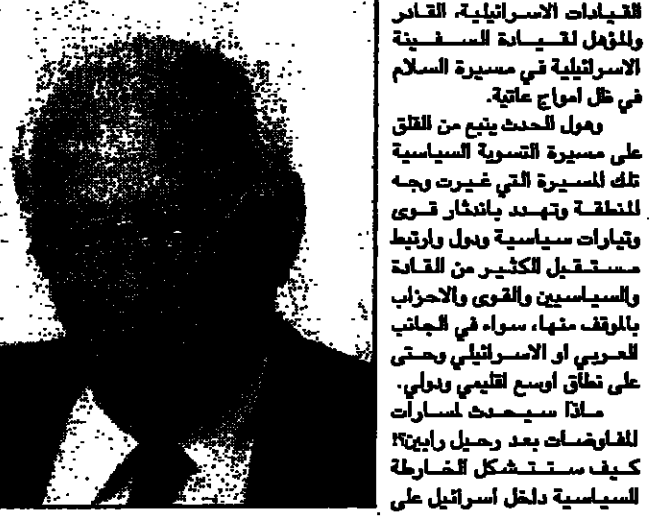 القيادات الاسرائيلية، القادر
والمؤهل لقيادة السفينة
الاسرائيلية في مسيرة السلام
في ظل امواج عاتية.
وهول الحدث ينبع من القلق
على مسيرة التسوية السياسية
تلك المسيرة التي غيرت وجه
المنطقة وتهدد باندثار قوى
وتيارات سياسية ودول وارتبط
مستقبل الكثير من القادة
والسياسيين والقوى والاحزاب
بالموقف منها، سواء في الجانب
العربي او الاسرائيلي وحتى
على نطاق اوسع اقليمي ودولي.
ماذا سيحدث لمسارات
المفاوضات بعد رحيل رابين؟!
كيف ستتشكل الخارطة
السياسية داخل اسرائيل على